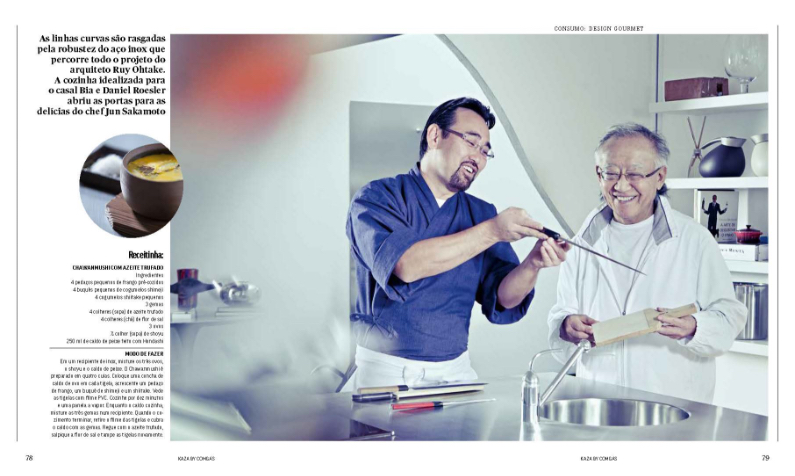 CONSUMO: DESIGN GOURMET
As linhas curvas são rasgadas
pela robustez do aço inox que
percorre todo o projeto do
arquiteto Ruy Ohtake.
A cozinha idealizada para
o casal Bia e Daniel Roesler
abriu as portas para as
delícias do chef Jun Sakamoto
Receitinha:
CHAWANMUSHI COM AZEITE TRUFADO
Ingredientes
4 pedaços pequenos de frango pré-cozidos
4 buquês pequenos de cogumelos shimeji
4 cogumelos shiitake pequenos
3 gemas
4 colheres (sopa) de azeite trufado
4 colheres (chá) de flor de sal
3 ovos
1 colher (sopa) de shoyu
250 ml de caldo de peixe feito com Hondashi
MODO DE FAZER
Em um recipiente de inox, misture os três ovos,
o shoyu e o caldo de peixe. O Chawanmushi é
preparado em quatro cuias. Coloque uma concha de
caldo de ovo em cada tigela, acrescente um pedaço
de frango, um buquê de shimeji e um shiitake. Vede
as tigelas com filme PVC. Cozinhe por dez minutos
e uma panela a vapor. Enquanto o caldo cozinha,
misture as três gemas num recipiente. Quando o co-
zimento terminar, retire o filme das tigelas e cubra
o caldo com as gemas. Regue com o azeite trufado,
salpique a flor de sal e tampe as tigelas novamente.
78
KAZA BY COMGÁS
KAZA BY COMGÁS
79